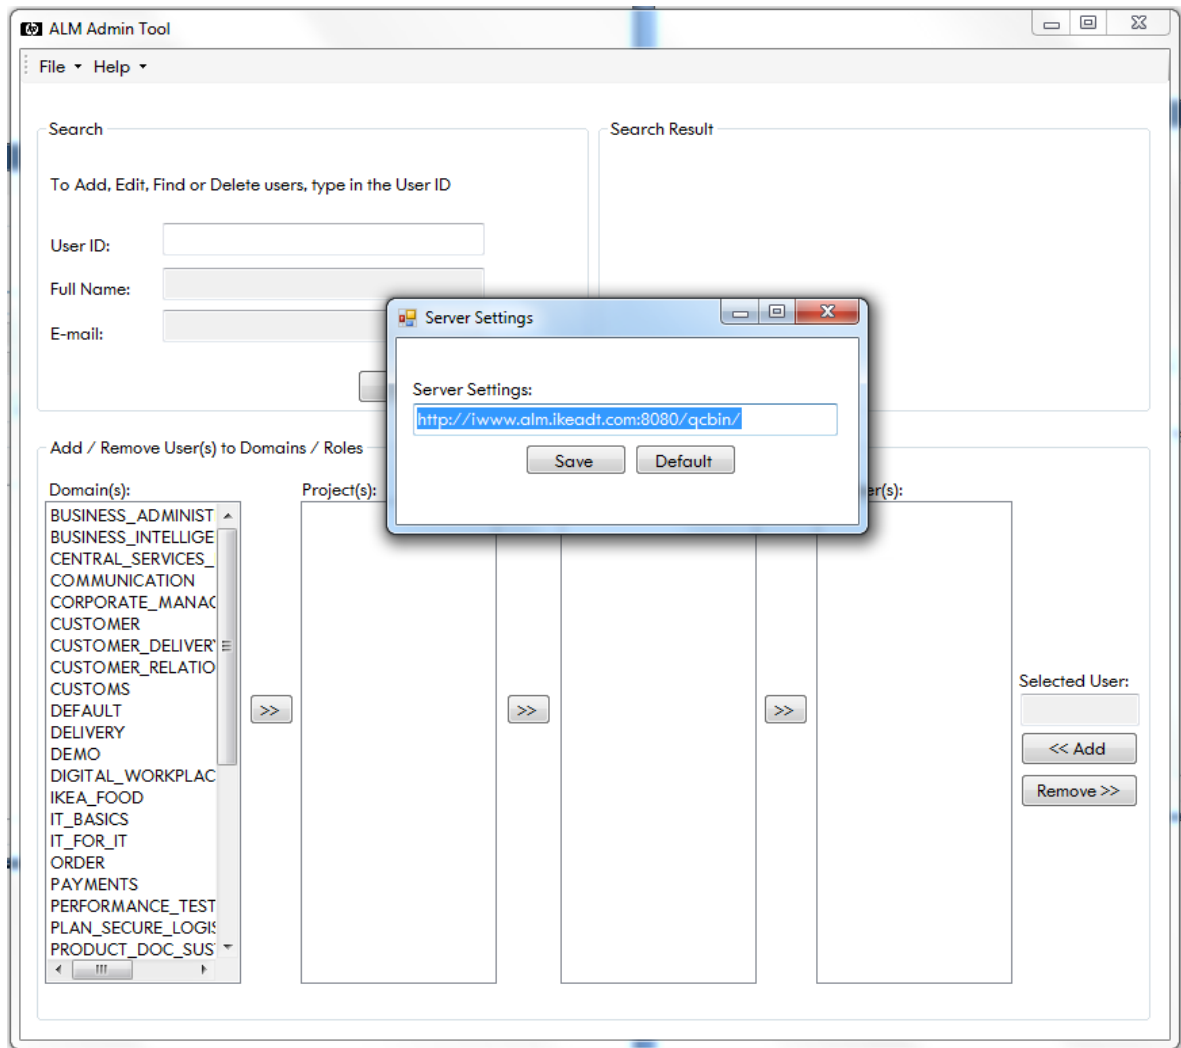 ALM Admin Tool
File Help
Search
To Add, Edit, Find or Delete users, type in the User ID
User ID:
Full Name:
E-mail:
Search Result
Server Settings
Server Settings:
http://iwww.alm.ikeadt.com:8080/qcbin/
Save Default
Add / Remove User(s) to Domains / Roles
Domain(s):
BUSINESS_ADMINIST
BUSINESS_INTELLIGE
CENTRAL_SERVICES_
COMMUNICATION
CORPORATE_MANAC
CUSTOMER
CUSTOMER_DELIVER
CUSTOMER_RELATIO
CUSTOMS
DEFAULT
DELIVERY
DEMO
DIGITAL_WORKPLAC
IKEA_FOOD
IT_BASICS
IT_FOR_IT
ORDER
PAYMENTS
PERFORMANCE_TEST
PLAN_SECURE_LOGIS
PRODUCT_DOC_SUS
>>
Project(s):
>>
>>
er(s):
Selected User:
<< Add
Remove >>